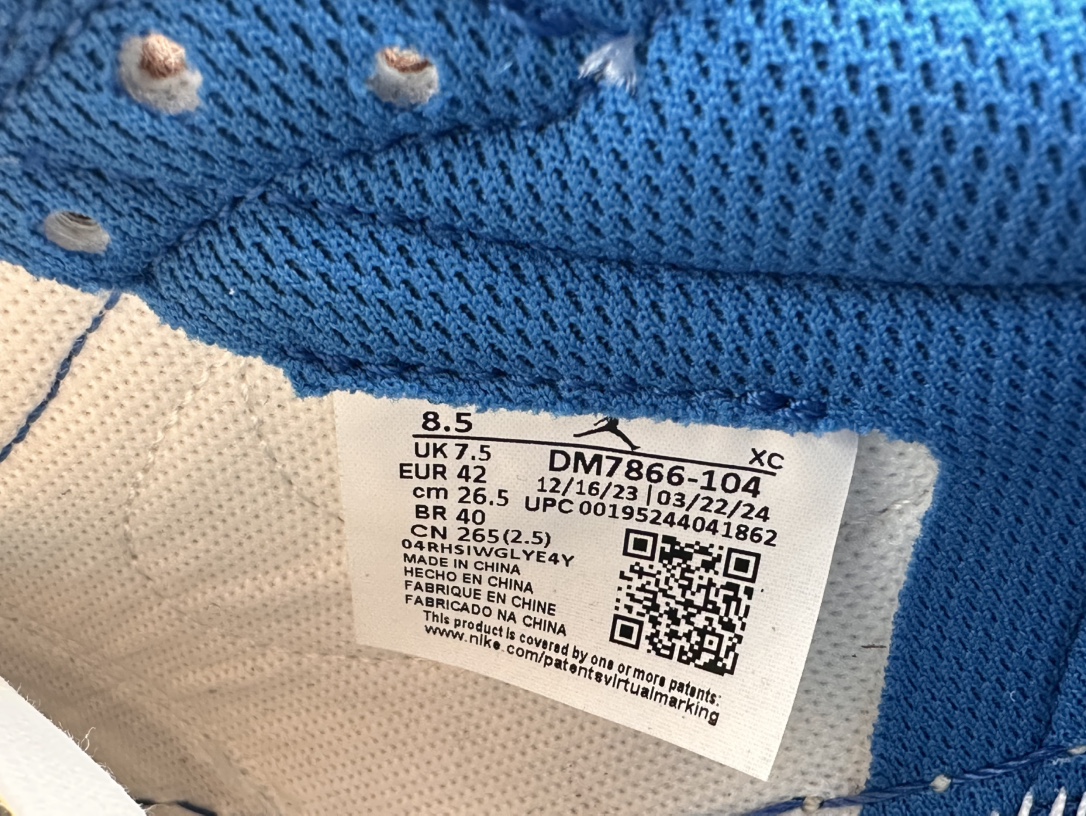 8.5
XC
UK 7.5
EUR 42
cm 26.5
BR 40
CN 265(2.5)
DM7866-104
12/16/23 | 03/22/24
UPC 00195244041862
04RHSIWGLYE4Y
MADE IN CHINA
HECHO EN CHINA
FABRIQUE EN CHINE
FABRICADO NA CHINA
This product is covered by one or more patents:
www.nike.com/patentsvirtualmarking